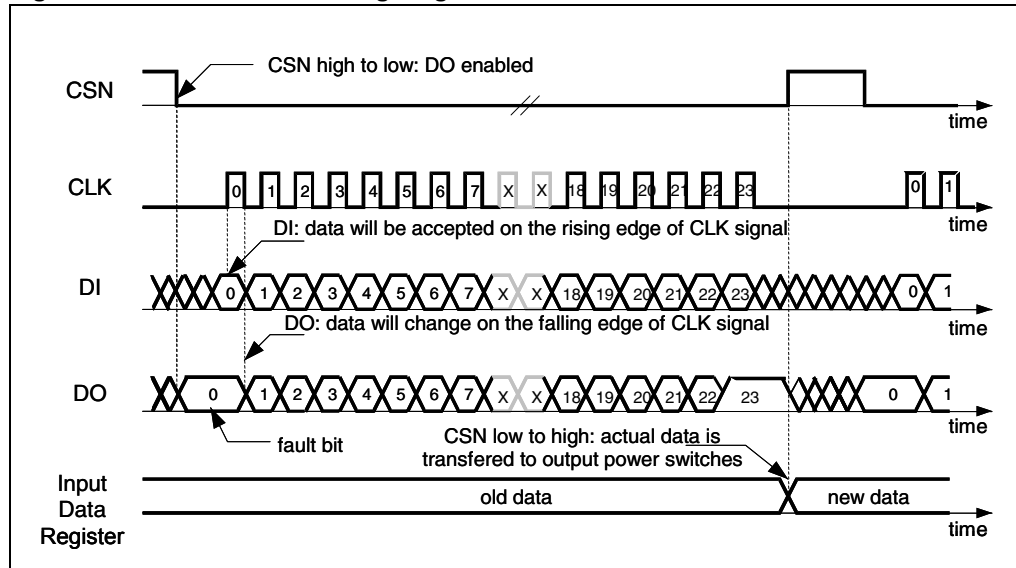 CSN high to low: DO enabled
CSN
time
CLK
0 1 2 3 4 5 6 7 X X 18 19 20 21 22 23 0 1
time
DI: data will be accepted on the rising edge of CLK signal
DI
0 1 2 3 4 5 6 7 X X 18 19 20 21 22 23 0 1
time
DO: data will change on the falling edge of CLK signal
DO
0 1 2 3 4 5 6 7 X X 18 19 20 21 22 23 0 1
time
fault bit
CSN low to high: actual data is
transfered to output power switches
Input
Data
Register
old data
new data
time